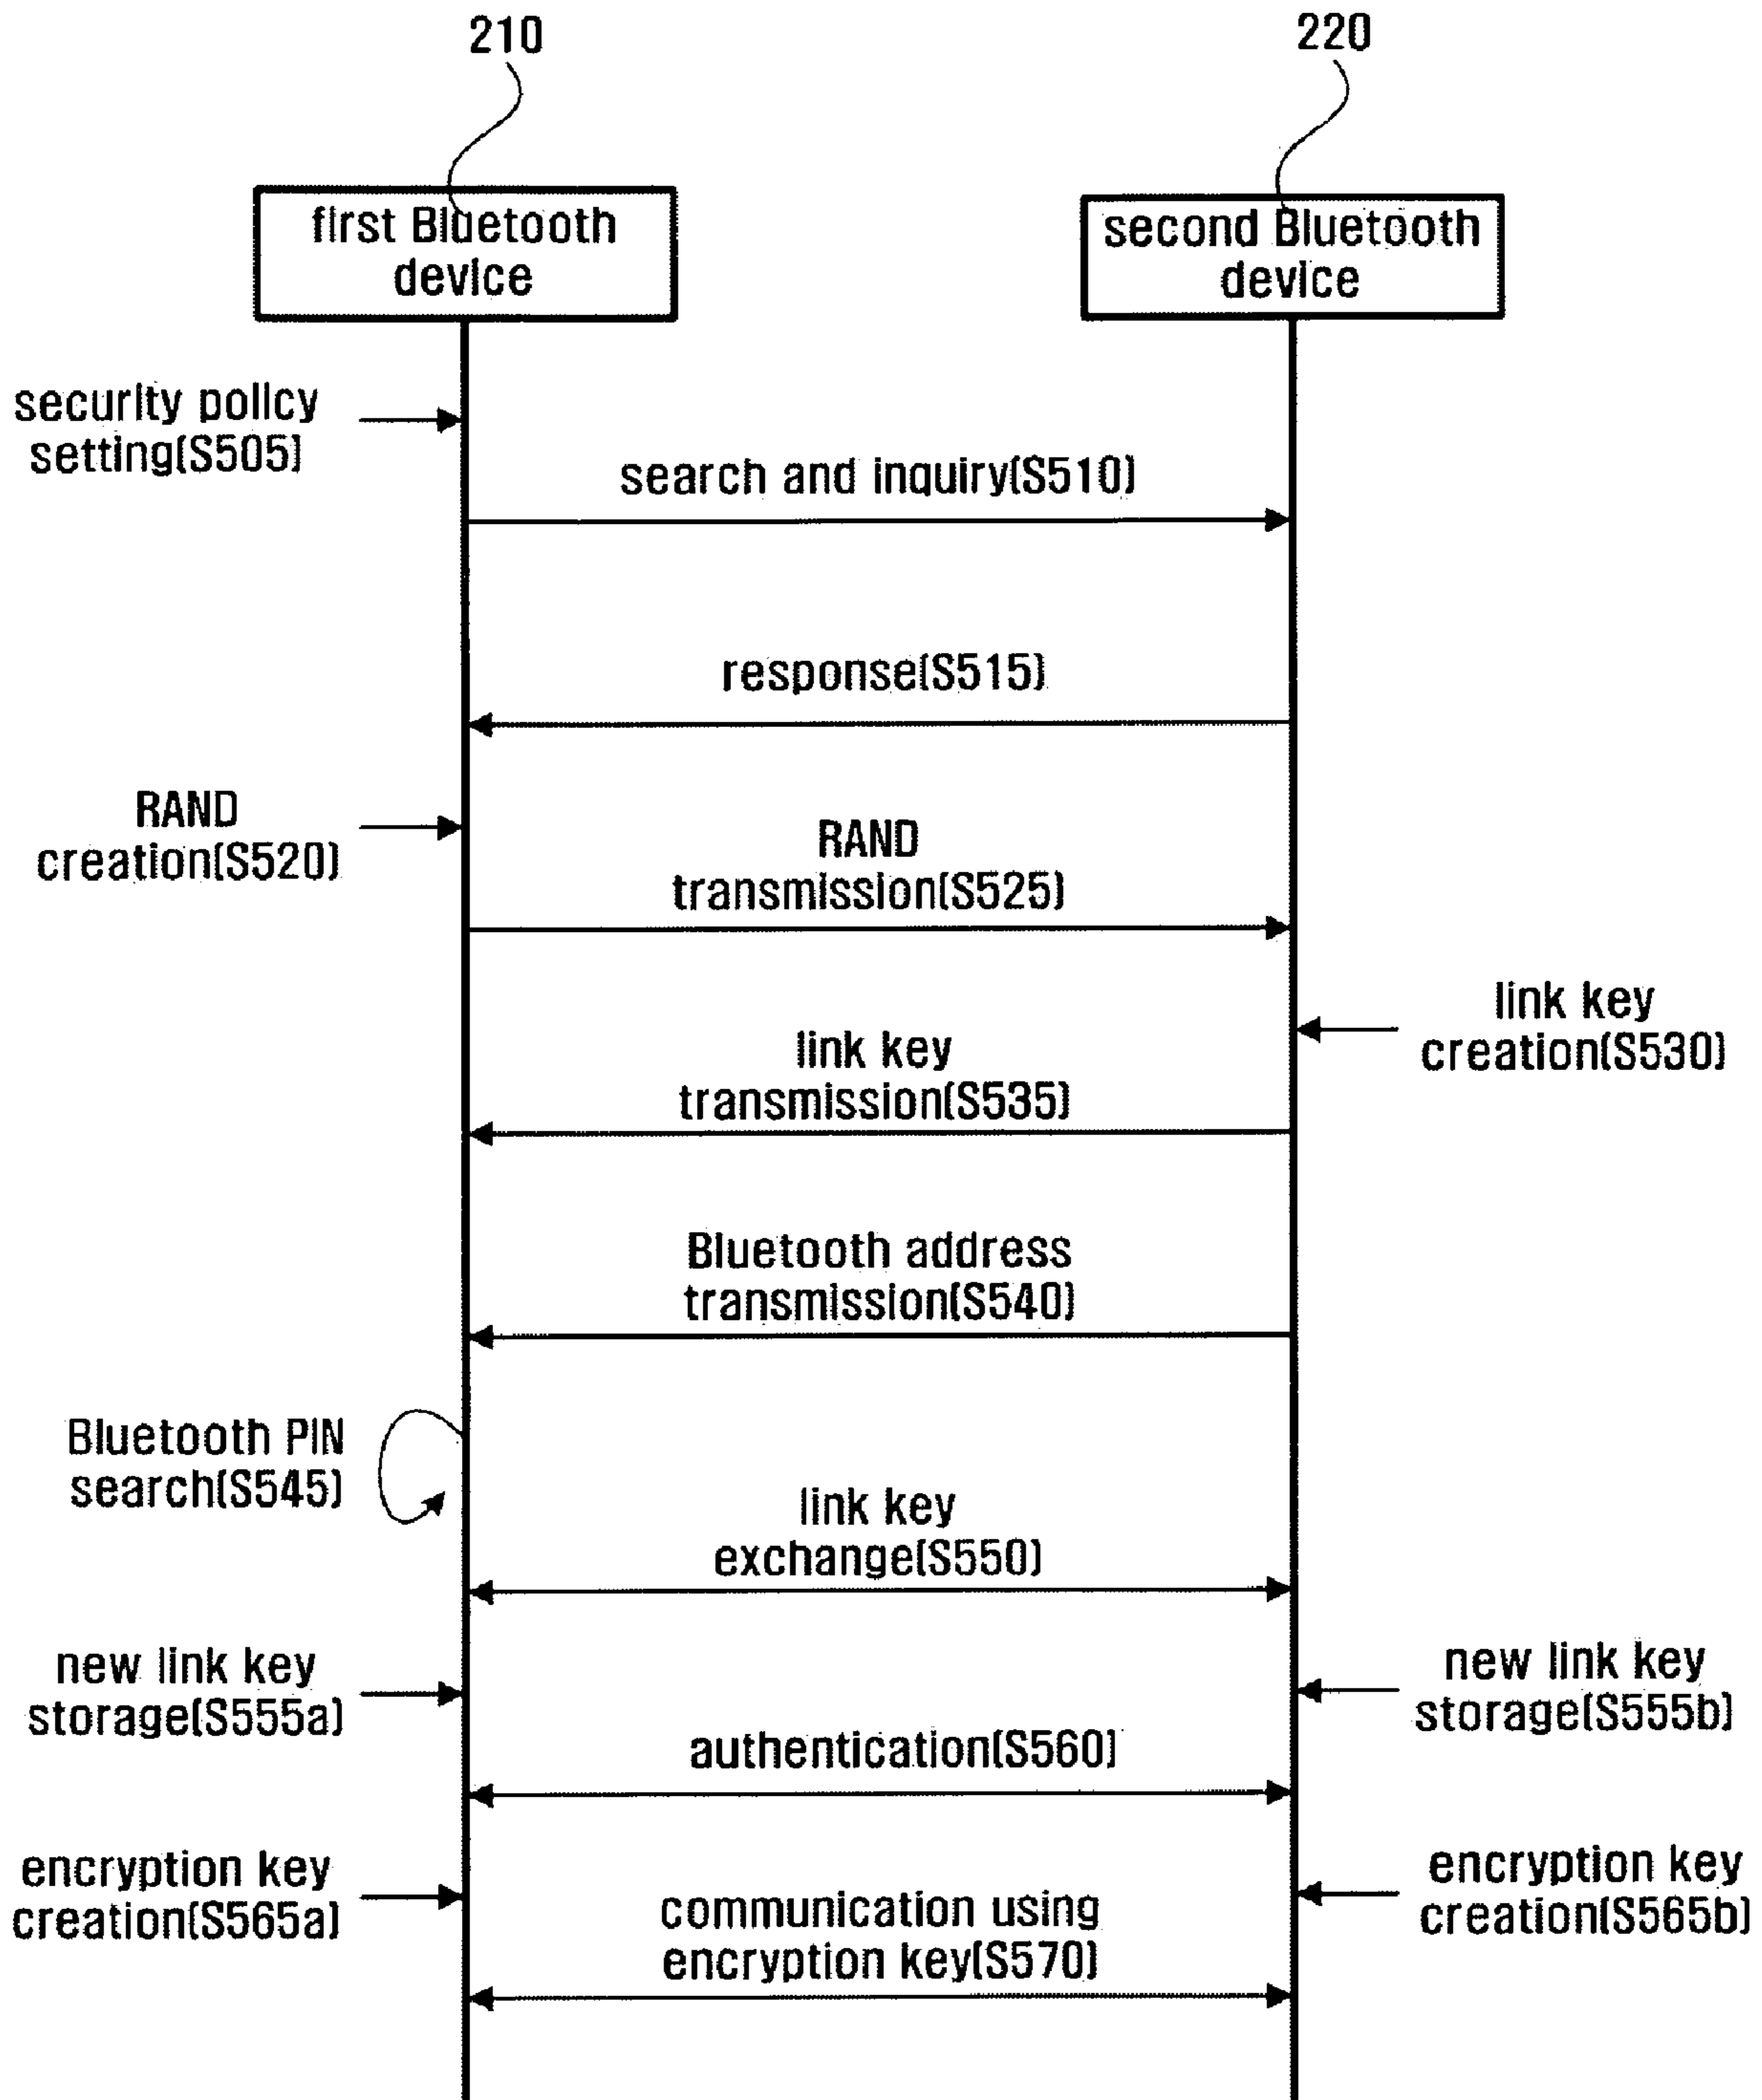 210
220
first Bluetooth
device
second Bluetooth
device
security policy
setting(S505)
search and inquiry(S510)
response(S515)
RAND
creation(S520)
RAND
transmission(S525)
link key
creation(S530)
link key
transmission(S535)
Bluetooth address
transmission(S540)
Bluetooth PIN
search(S545)
link key
exchange(S550)
new link key
storage(S555a)
new link key
storage(S555b)
authentication(S560)
encryption key
creation(S565a)
encryption key
creation(S565b)
communication using
encryption key(S570)